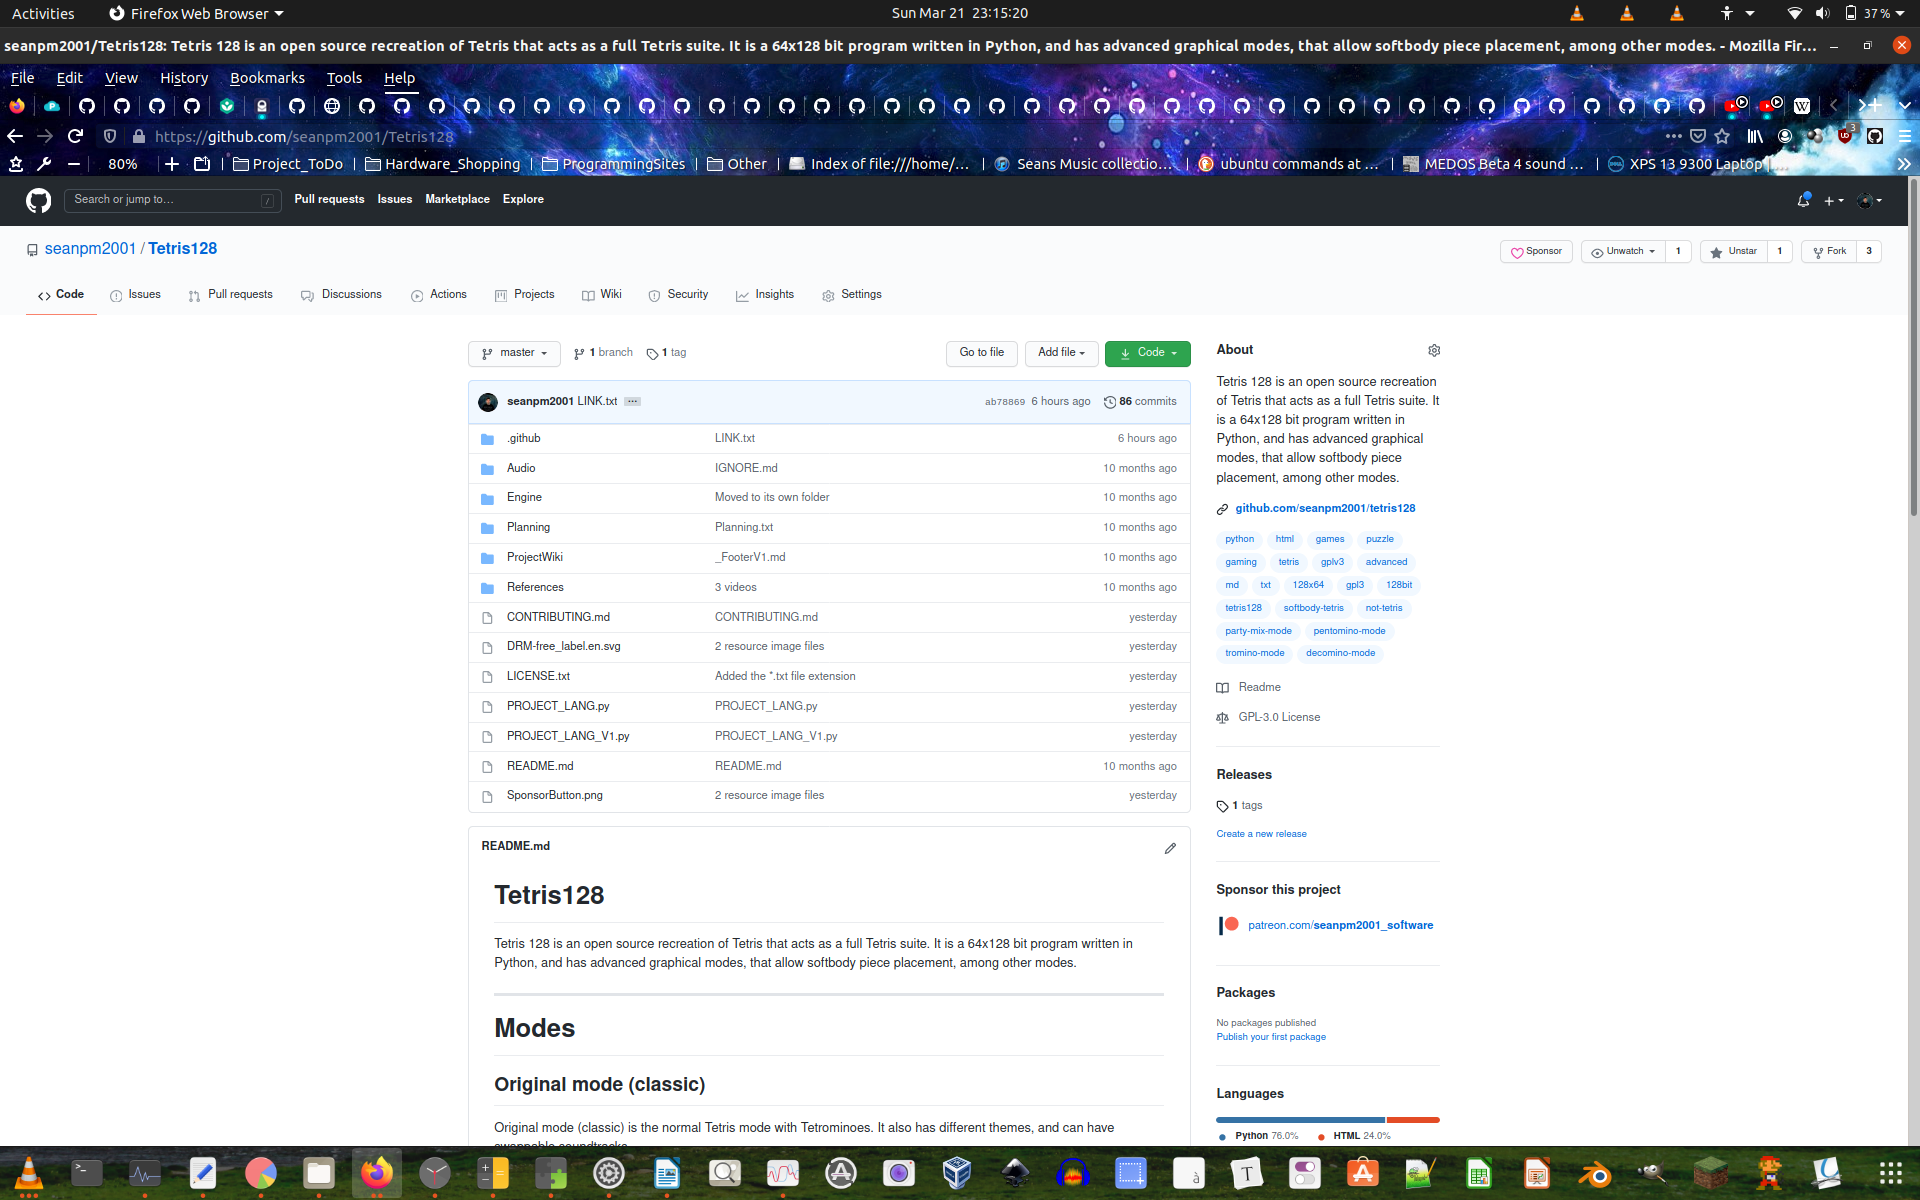 Activities Firefox Web Browser Sun Mar 21 23:15:20 37 %
seanpm2001/Tetris128: Tetris 128 is an open source recreation of Tetris that acts as a full Tetris suite. It is a 64x128 bit program written in Python, and has advanced graphical modes, that allow softbody piece placement, among other modes. - Mozilla Fir...
File Edit View History Bookmarks Tools Help
https://github.com/seanpm2001/Tetris128 3
80% Project_ToDo Hardware_Shopping ProgrammingSites Other Index of file:///home/... Seans Music collectio... ubuntu commands at ... MEDOS Beta 4 sound ... XPS 13 9300 Laptop
Search or jump to... / Pull requests Issues Marketplace Explore
seanpm2001 / Tetris128 Sponsor Unwatch 1 Unstar 1 Fork 3
Code Issues Pull requests Discussions Actions Projects Wiki Security Insights Settings
master 1 branch 1 tag Go to file Add file Code
seanpm2001 LINK.txt ... ab78869 6 hours ago 86 commits
.github LINK.txt 6 hours ago
Audio IGNORE.md 10 months ago
Engine Moved to its own folder 10 months ago
Planning Planning.txt 10 months ago
ProjectWiki _FooterV1.md 10 months ago
References 3 videos 10 months ago
CONTRIBUTING.md CONTRIBUTING.md yesterday
DRM-free_label.en.svg 2 resource image files yesterday
LICENSE.txt Added the *.txt file extension yesterday
PROJECT_LANG.py PROJECT_LANG.py yesterday
PROJECT_LANG_V1.py PROJECT_LANG_V1.py yesterday
README.md README.md 10 months ago
SponsorButton.png 2 resource image files yesterday
README.md
Tetris128
Tetris 128 is an open source recreation of Tetris that acts as a full Tetris suite. It is a 64x128 bit program written in
Python, and has advanced graphical modes, that allow softbody piece placement, among other modes.
Modes
Original mode (classic)
Original mode (classic) is the normal Tetris mode with Tetrominoes. It also has different themes, and can have
swappable soundtracks
About
Tetris 128 is an open source recreation
of Tetris that acts as a full Tetris suite. It
is a 64x128 bit program written in
Python, and has advanced graphical
modes, that allow softbody piece
placement, among other modes.
github.com/seanpm2001/tetris128
python html games puzzle
gaming tetris gplv3 advanced
md txt 128x64 gpl3 128bit
tetris128 softbody-tetris not-tetris
party-mix-mode pentomino-mode
tromino-mode decomino-mode
Readme
GPL-3.0 License
Releases
1 tags
Create a new release
Sponsor this project
patreon.com/seanpm2001_software
Packages
No packages published
Publish your first package
Languages
Python 76.0% HTML 24.0%